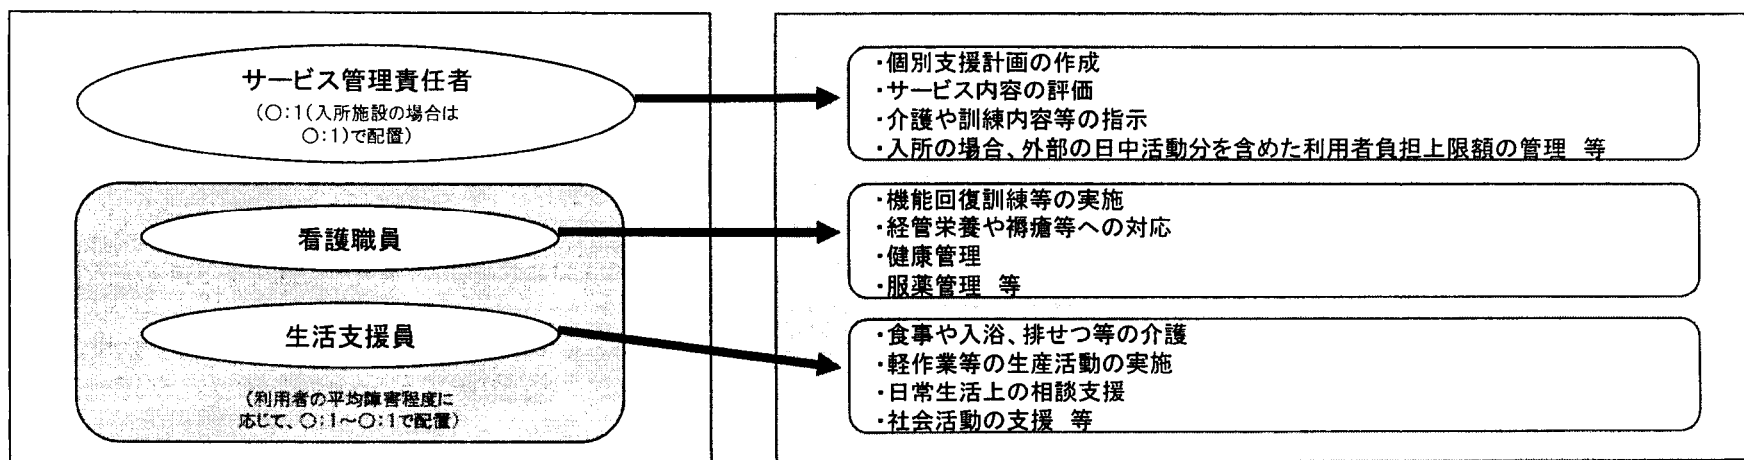 サービス管理責任者
(〇:1(入所施設の場合は
〇:1)で配置)
看護職員
生活支援員
(利用者の平均障害程度に
応じて、〇:1～〇:1で配置)
・個別支援計画の作成
・サービス内容の評価
・介護や訓練内容等の指示
・入所の場合、外部の日中活動分を含めた利用者負担上限額の管理 等
・機能回復訓練等の実施
・経管栄養や褥瘡等への対応
・健康管理
・服薬管理 等
・食事や入浴、排せつ等の介護
・軽作業等の生産活動の実施
・日常生活上の相談支援
・社会活動の支援 等